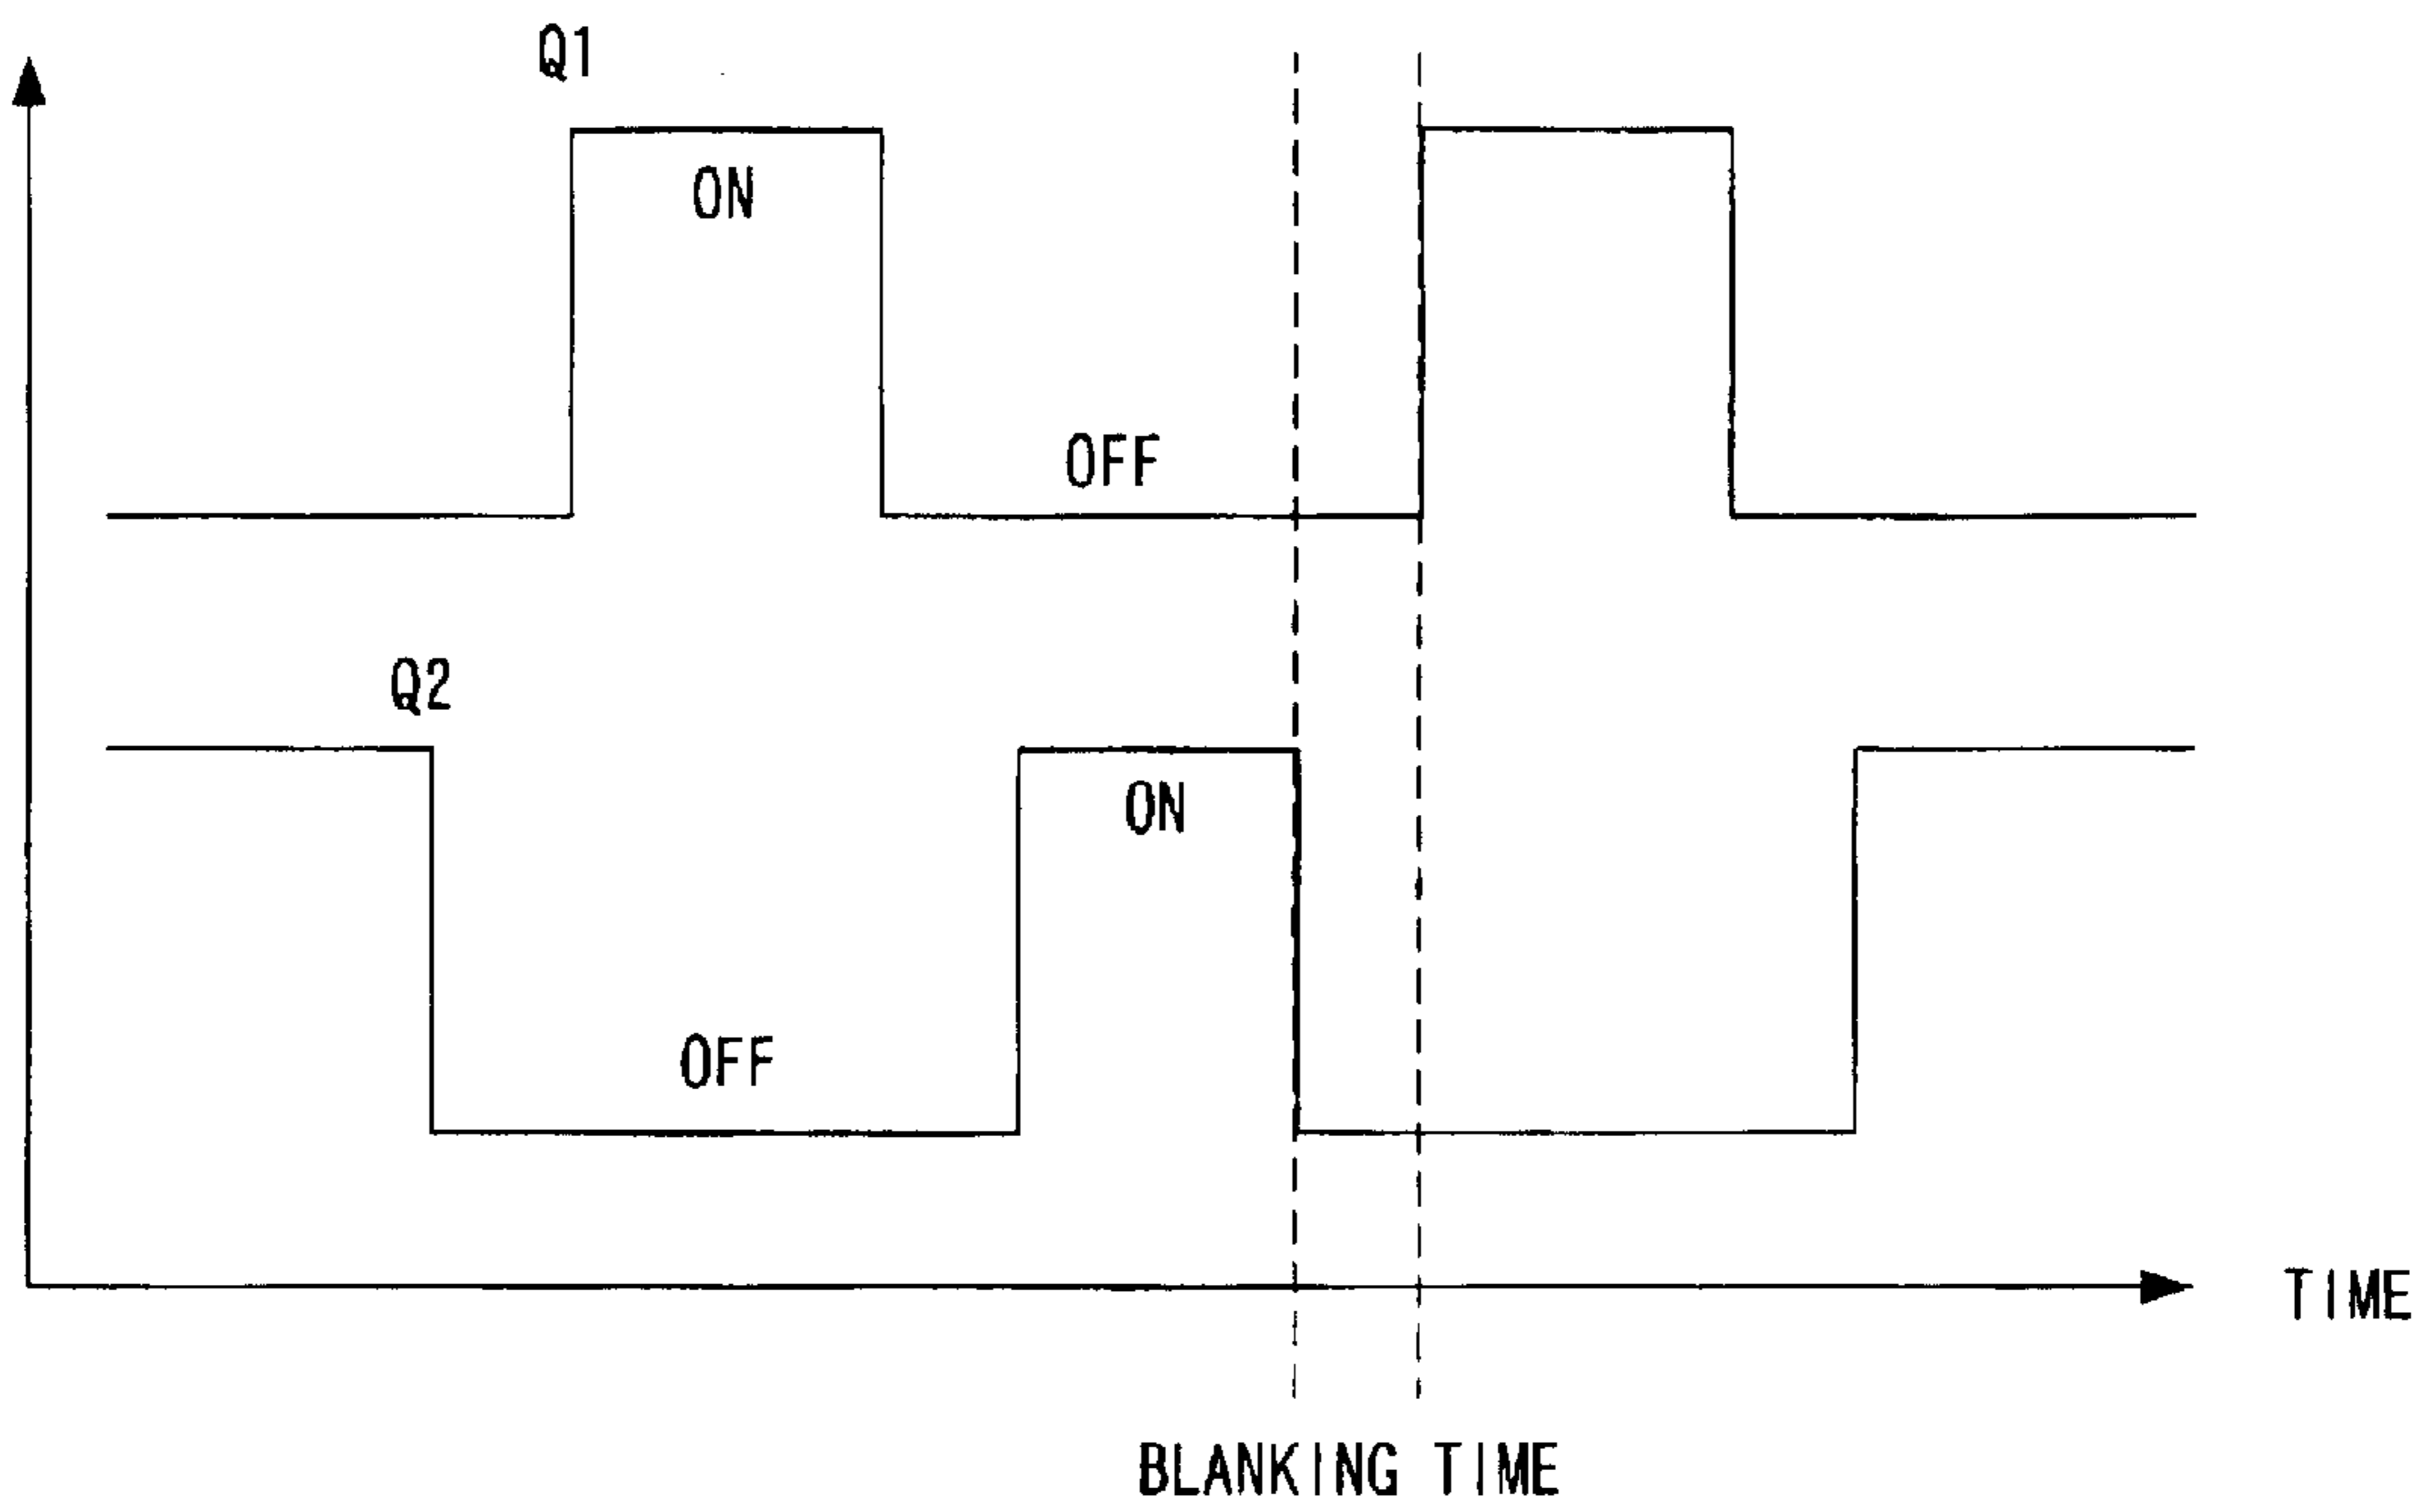 Q1
ON
OFF
Q2
ON
OFF
TIME
BLANKING TIME